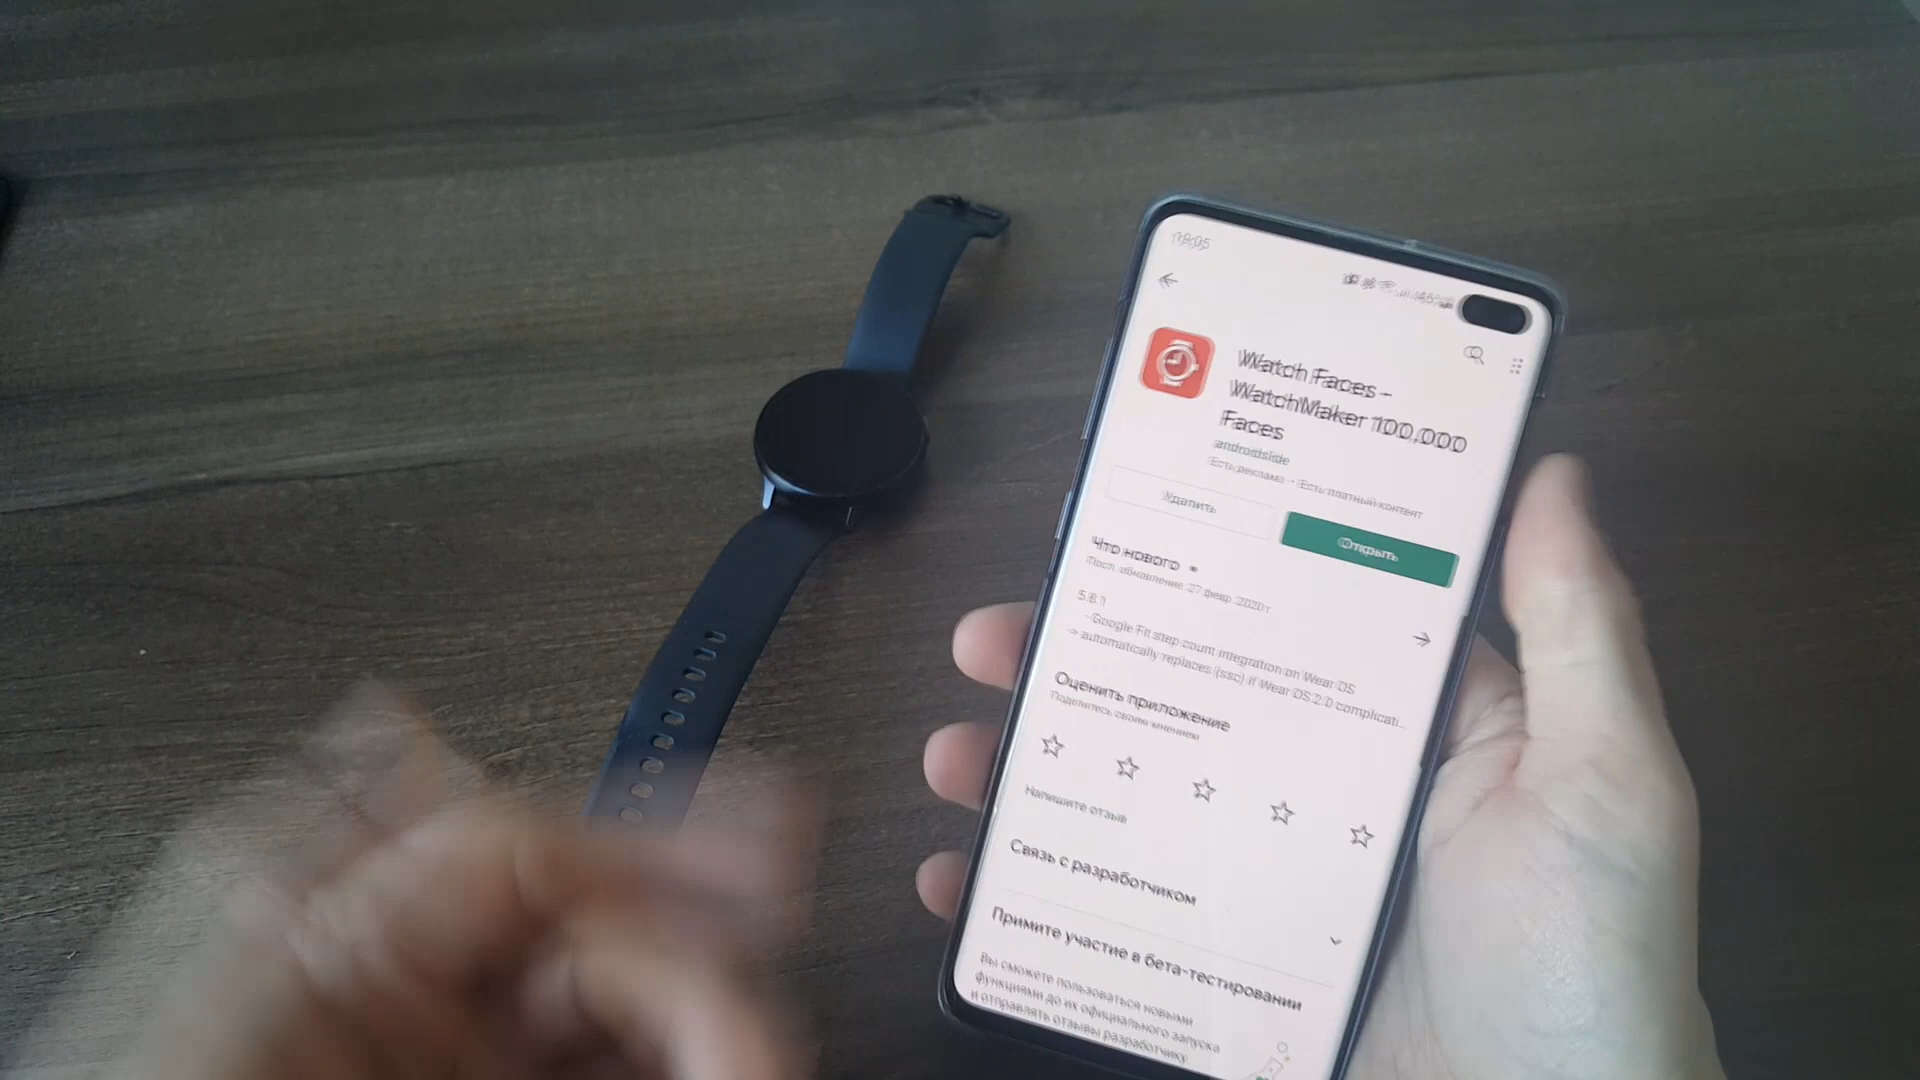 Watch Faces -
WatchMaker 100,000
Faces
androidslide
Есть реклама · Есть платный контент
Удалить
Открыть
Что нового
Посл. обновление: 27 февр. 2020 г.
5.8.1
- Google Fit step count integration on Wear OS
-> automatically replaces (ssc) if Wear OS 2.0 complicati...
Оценить приложение
Поделитесь своим мнением
Напишите отзыв
Связь с разработчиком
Примите участие в бета-тестировании
Вы сможете пользоваться новыми
функциями до их официального запуска
и отправлять отзывы разработчику.